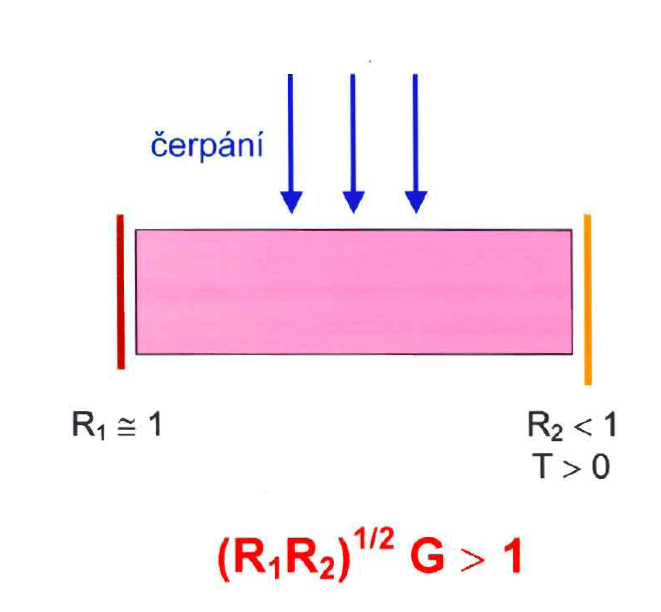 čerpání
R₁ ≅ 1
R₂ < 1
T > 0
(R₁R₂)^1/2 G > 1